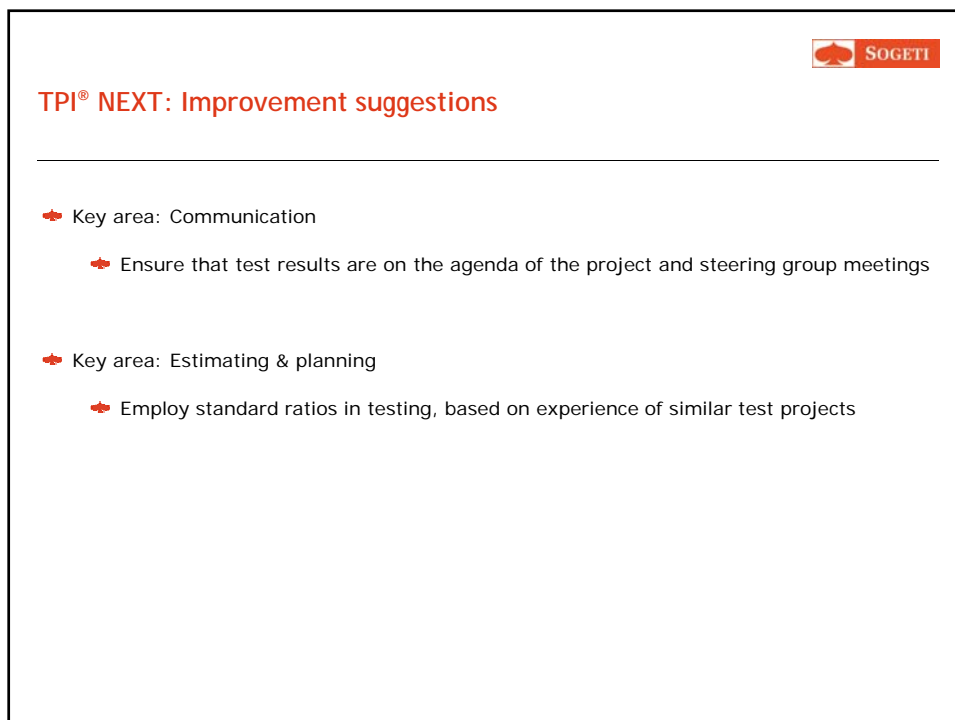 SOGETI
TPI® NEXT: Improvement suggestions
Key area: Communication
Ensure that test results are on the agenda of the project and steering group meetings
Key area: Estimating & planning
Employ standard ratios in testing, based on experience of similar test projects